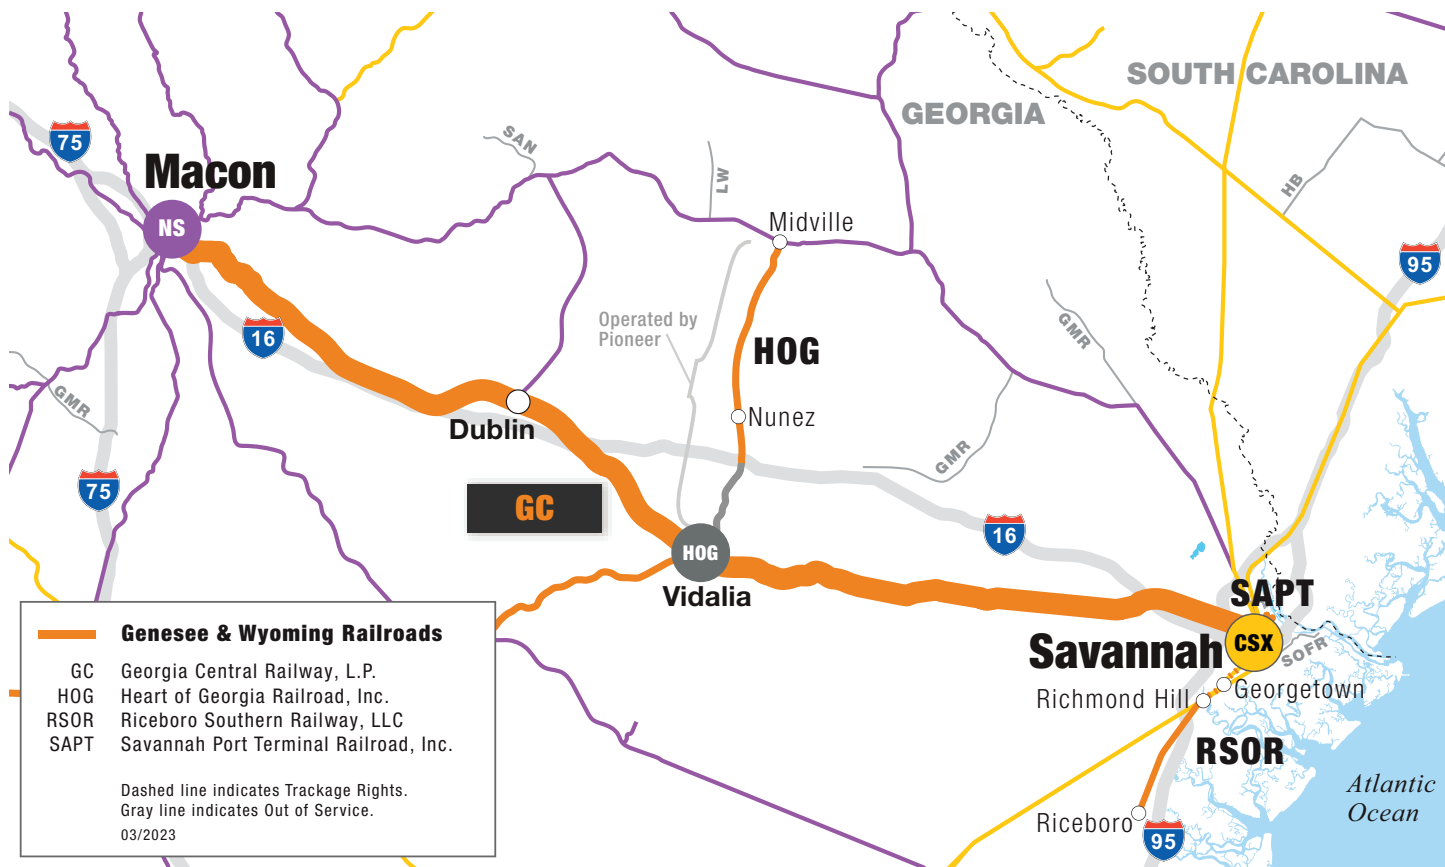 SOUTH CAROLINA
GEORGIA
75
Macon
NS
SAN
LW
HB
Midville
95
16
Operated by
Pioneer
HOG
GMR
GMR
Nunez
Dublin
GMR
75
GC
16
HOG
Vidalia
SAPT
Savannah
CSX
SOFR
Richmond Hill
Georgetown
RSOR
Riceboro
95
Atlantic
Ocean
Genesee & Wyoming Railroads
GC Georgia Central Railway, L.P.
HOG Heart of Georgia Railroad, Inc.
RSOR Riceboro Southern Railway, LLC
SAPT Savannah Port Terminal Railroad, Inc.
Dashed line indicates Trackage Rights.
Gray line indicates Out of Service.
03/2023